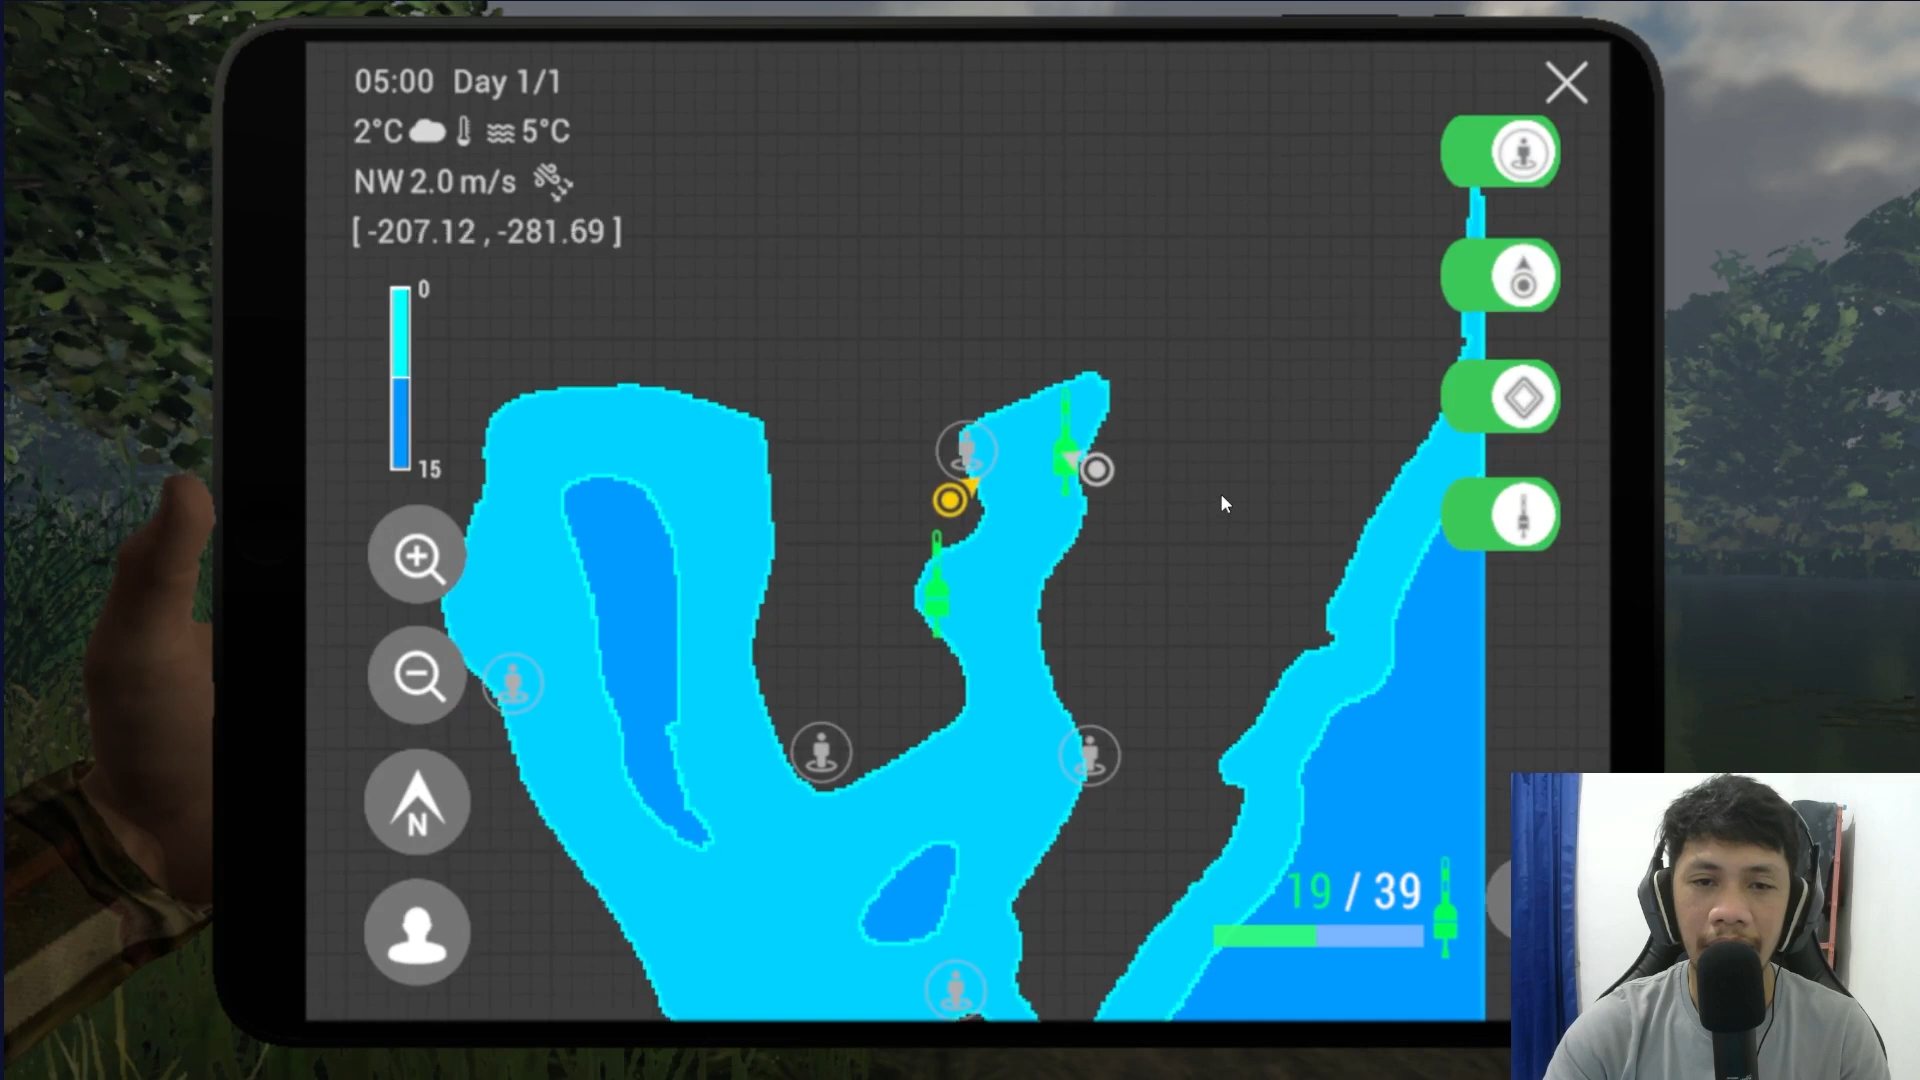 05:00 Day 1/1
2°C 5°C
NW 2.0 m/s
[ -207.12 , -281.69 ]
0
15
N
19 / 39